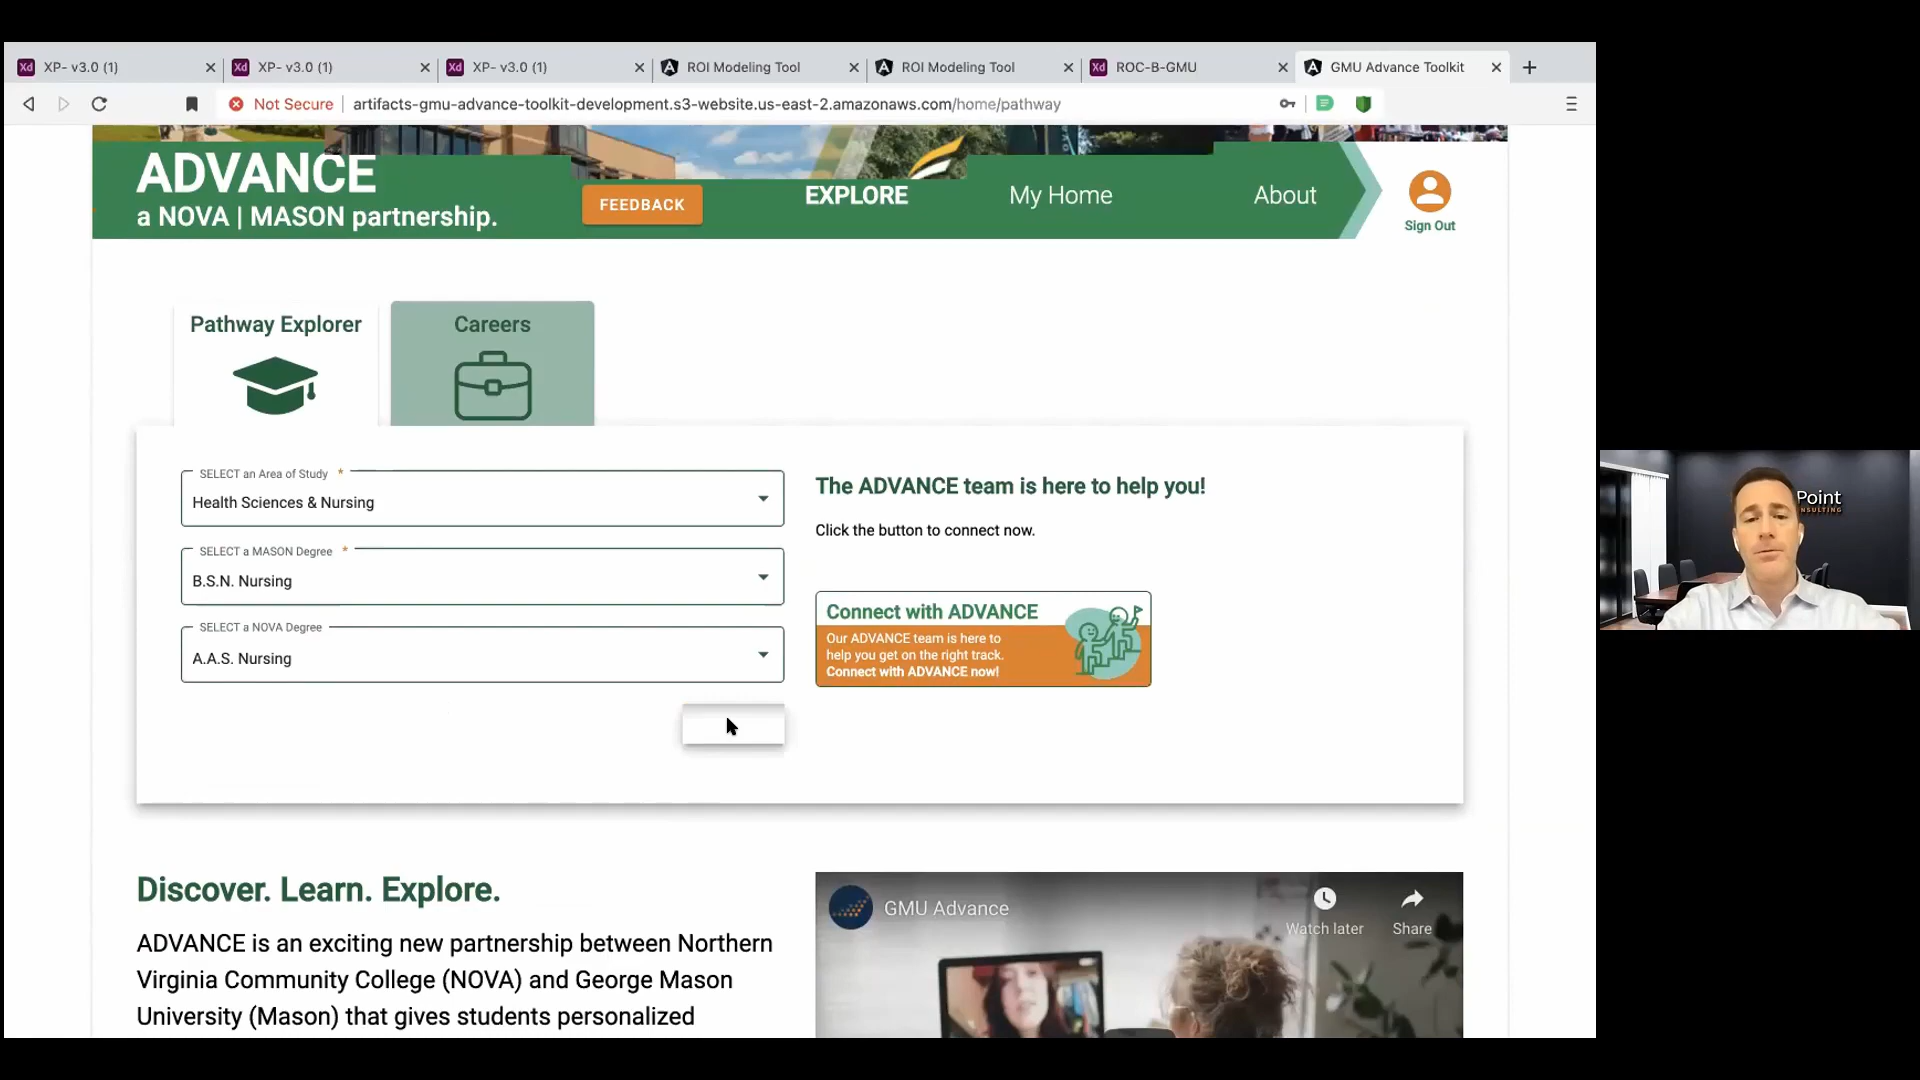 XP- v3.0 (1)
XP- v3.0 (1)
XP- v3.0 (1)
ROI Modeling Tool
ROI Modeling Tool
ROC-B-GMU
GMU Advance Toolkit
Not Secure
artifacts-gmu-advance-toolkit-development.s3-website.us-east-2.amazonaws.com/home/pathway
ADVANCE
a NOVA | MASON partnership.
FEEDBACK
EXPLORE
My Home
About
Sign Out
Pathway Explorer
Careers
SELECT an Area of Study *
Health Sciences & Nursing
SELECT a MASON Degree *
B.S.N. Nursing
SELECT a NOVA Degree
A.A.S. Nursing
The ADVANCE team is here to help you!
Click the button to connect now.
Connect with ADVANCE
Our ADVANCE team is here to
help you get on the right track.
Connect with ADVANCE now!
Point
NSULTING
Discover. Learn. Explore.
ADVANCE is an exciting new partnership between Northern
Virginia Community College (NOVA) and George Mason
University (Mason) that gives students personalized
GMU Advance
Watch later
Share